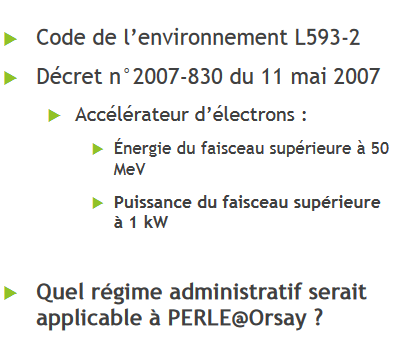 Code de l’environnement L593-2
Décret n°2007-830 du 11 mai 2007
Accélérateur d’électrons :
Énergie du faisceau supérieure à 50
MeV
Puissance du faisceau supérieure
à 1 kW
Quel régime administratif serait
applicable à PERLE@Orsay ?